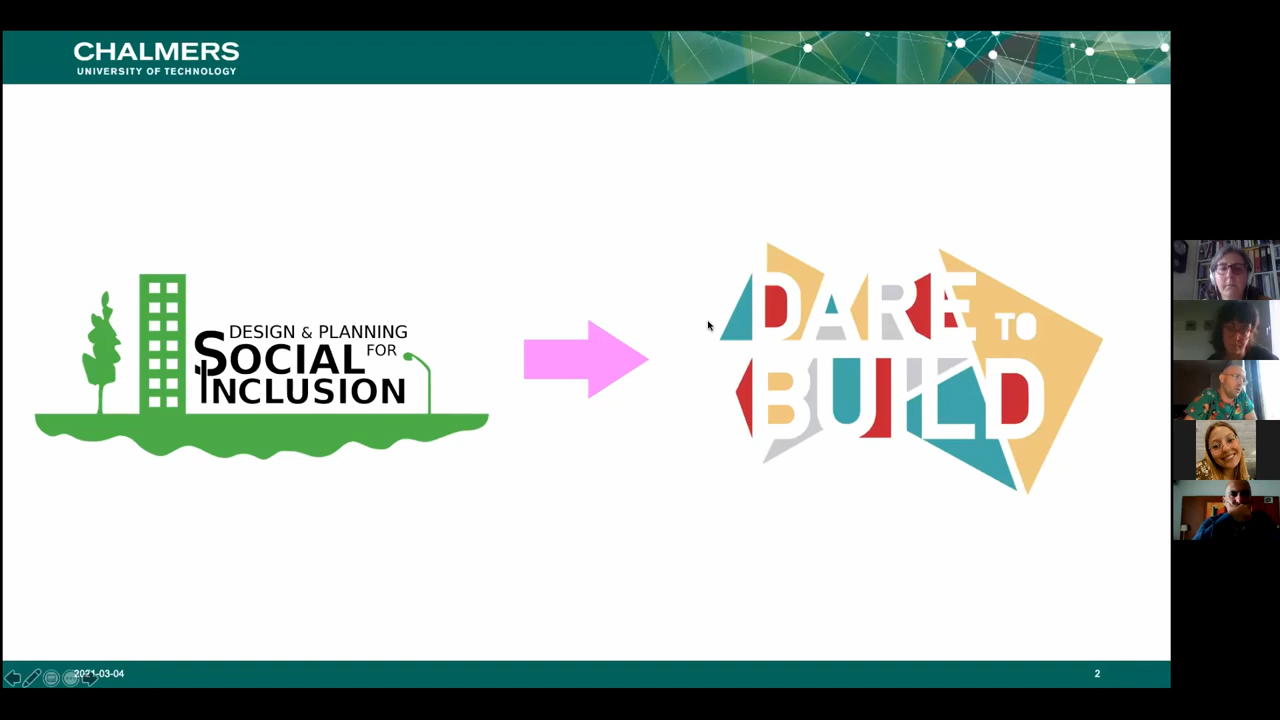 CHALMERS
UNIVERSITY OF TECHNOLOGY
DESIGN & PLANNING
SOCIAL FOR
INCLUSION
DARE TO
BUILD
2021-03-04
2